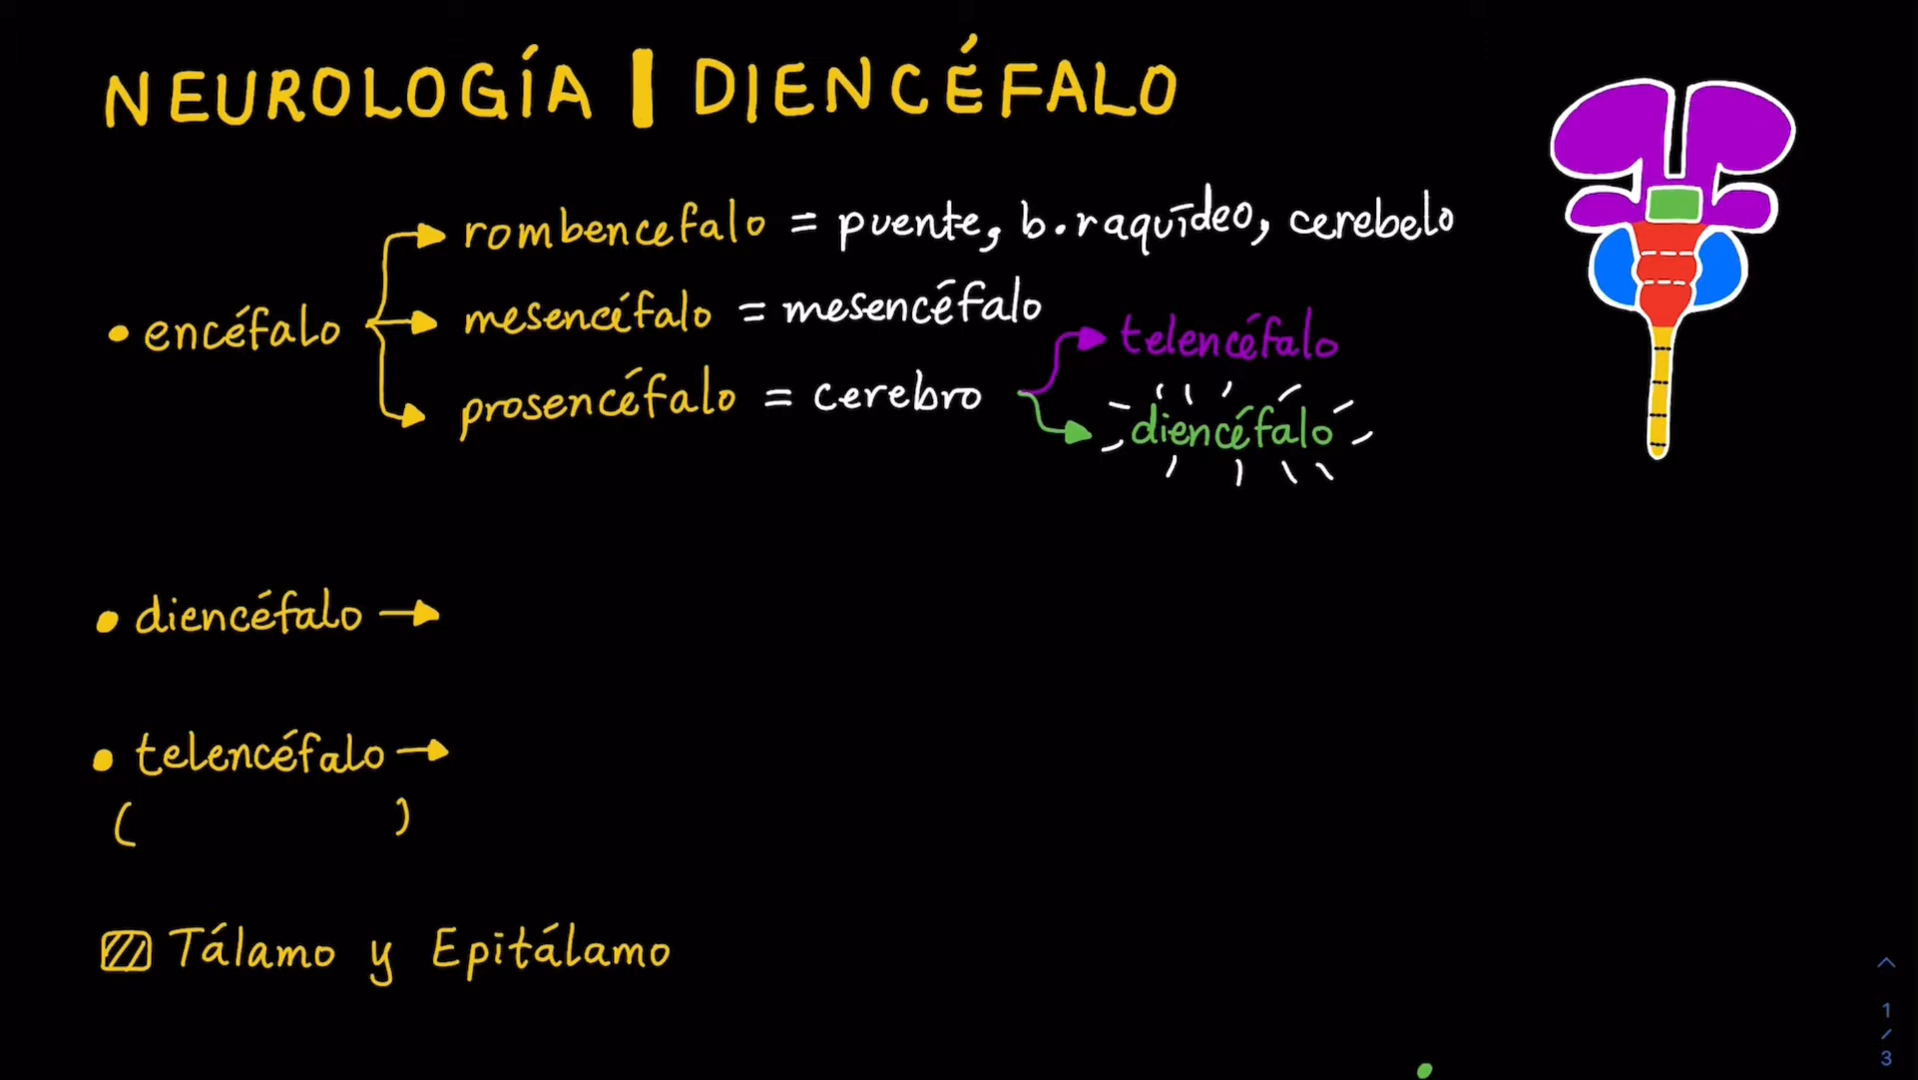 NEUROLOGÍA | DIENCÉFALO
rombencefalo = puente, b. raquídeo, cerebelo
• encéfalo
mesencéfalo = mesencéfalo
telencéfalo
prosencéfalo = cerebro
diencéfalo
• diencéfalo →
• telencéfalo →
( )
Tálamo y Epitálamo
1
/
3